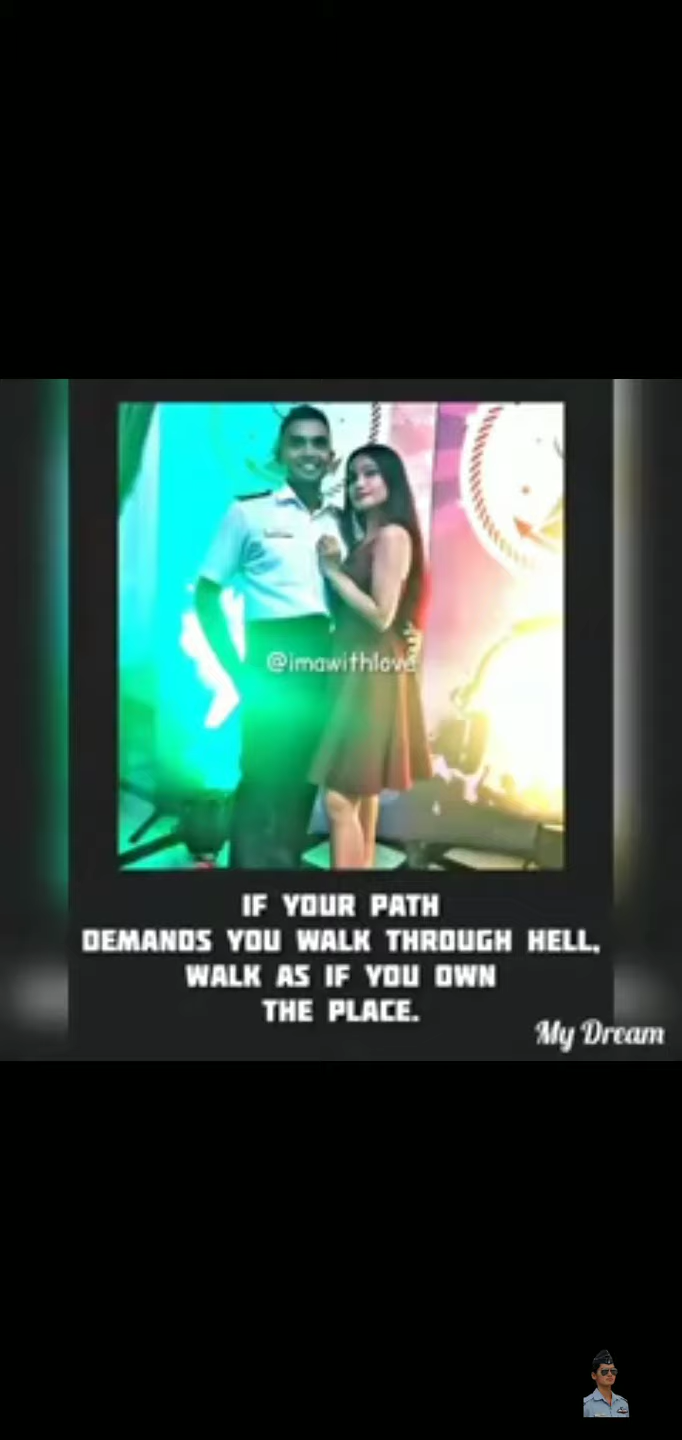 @imawithlove
IF YOUR PATH
DEMANDS YOU WALK THROUGH HELL,
WALK AS IF YOU OWN
THE PLACE.
My Dream